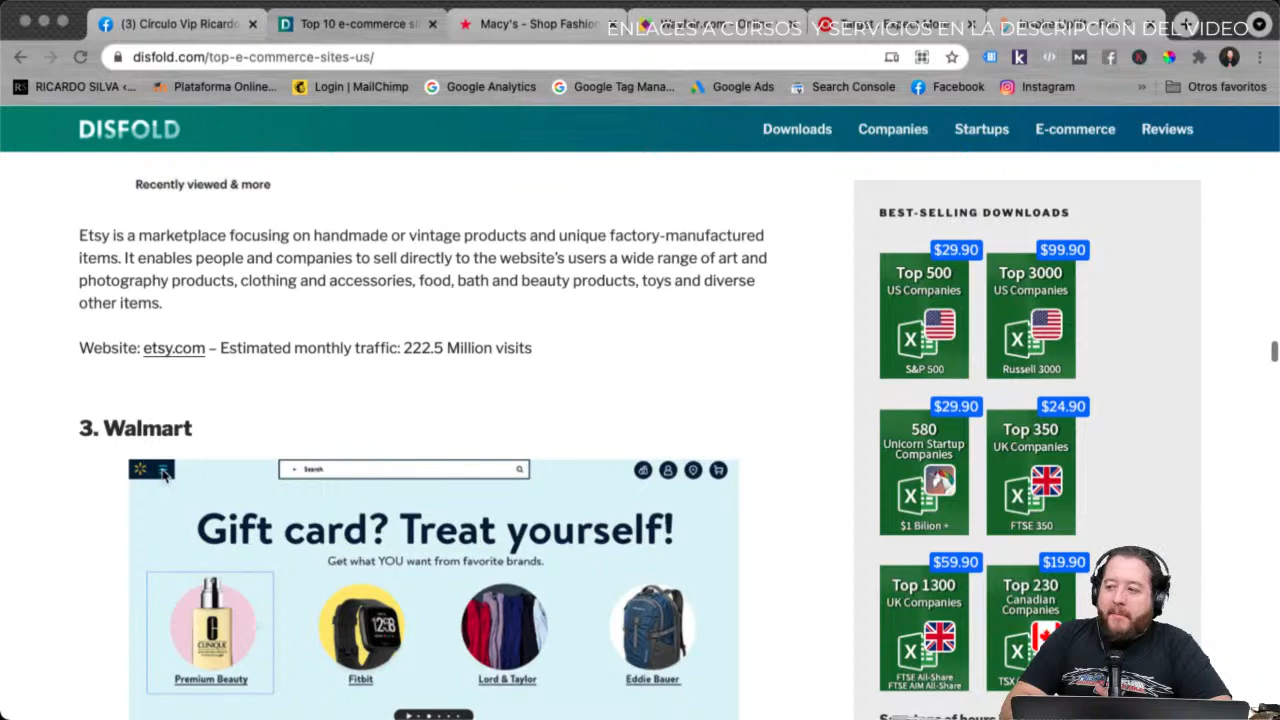 (3) Círculo Vip Ricardo
Top 10 e-commerce si
Macy's - Shop Fashion
ENLACES A CURSOS Y SERVICIOS EN LA DESCRIPCIÓN DEL VIDEO
disfold.com/top-e-commerce-sites-us/
RICARDO SILVA ‹...
Plataforma Online...
Login | MailChimp
Google Analytics
Google Tag Mana...
Google Ads
Search Console
Facebook
Instagram
»
Otros favoritos
DISFOLD
Downloads
Companies
Startups
E-commerce
Reviews
Recently viewed & more
Etsy is a marketplace focusing on handmade or vintage products and unique factory-manufactured
items. It enables people and companies to sell directly to the website's users a wide range of art and
photography products, clothing and accessories, food, bath and beauty products, toys and diverse
other items.
Website: etsy.com – Estimated monthly traffic: 222.5 Million visits
3. Walmart
Search
Gift card? Treat yourself!
Get what YOU want from favorite brands.
CLINIQUE
12:58
Premium Beauty
Fitbit
Lord & Taylor
Eddie Bauer
BEST-SELLING DOWNLOADS
$29.90
Top 500
US Companies
X
S&P 500
$99.90
Top 3000
US Companies
X
Russell 3000
$29.90
580
Unicorn Startup
Companies
X
$1 Bilion +
$24.90
Top 350
UK Companies
X
FTSE 350
$59.90
Top 1300
UK Companies
X
FTSE All-Share
FTSE AIM All-Share
$19.90
Top 230
Canadian
Companies
X